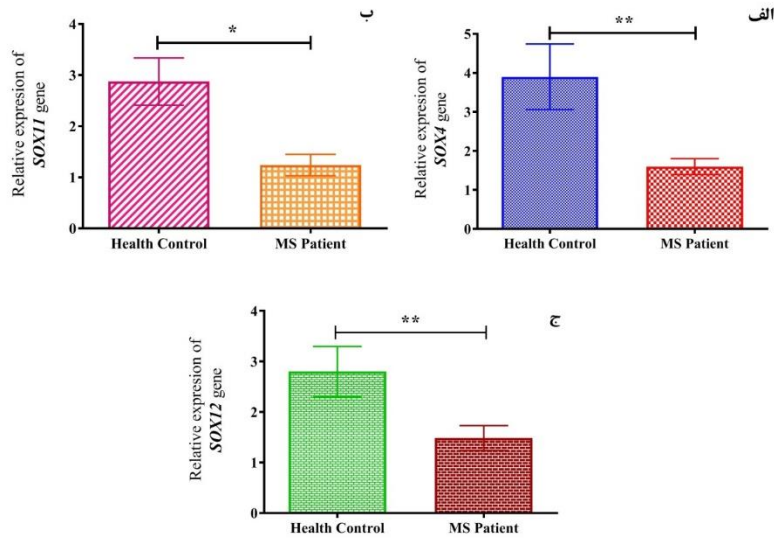 ب
*
Relative expresion of
SOX11 gene
4
3
2
1
0
Health Control MS Patient
الف
**
Relative expresion of
SOX4 gene
5
4
3
2
1
0
Health Control MS Patient
ج
**
Relative expresion of
SOX12 gene
4
3
2
1
0
Health Control MS Patient